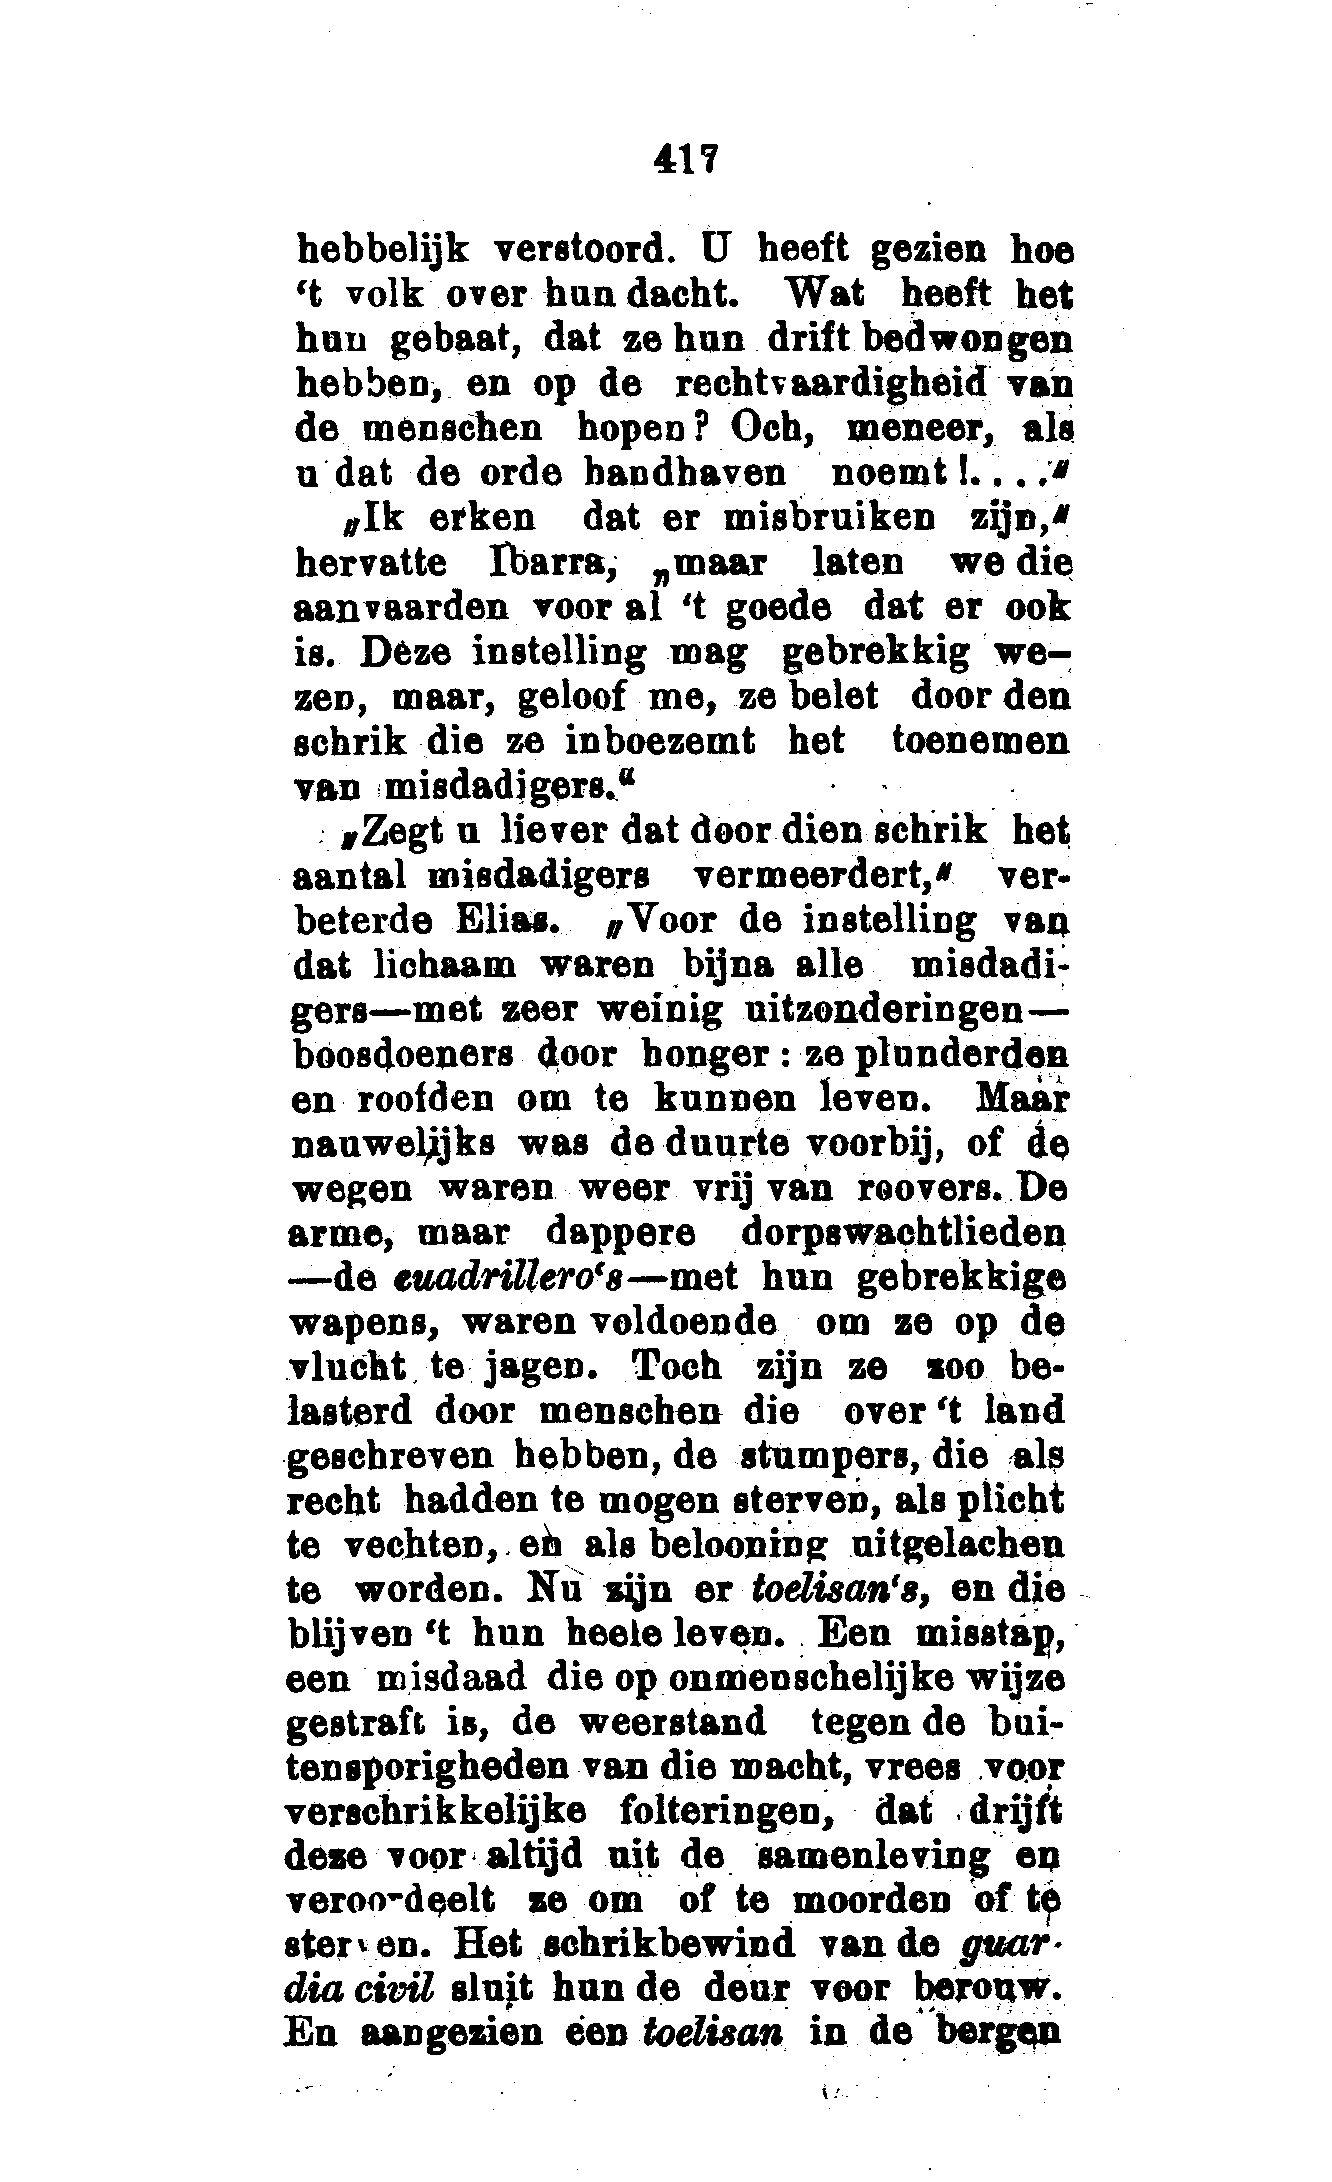 417
hebbelijk verstoord. U heeft gezien hoe
‘t volk over hun dacht. Wat heeft het
hun gebaat, dat ze hun drift bedwongen
hebben, en op de rechtvaardigheid van
de menschen hopen? Och, meneer, als
u dat de orde handhaven noemt!....”
„Ik erken dat er misbruiken zijn,”
hervatte Ibarra, „maar laten we die
aanvaarden voor al ‘t goede dat er ook
is. Deze instelling mag gebrekkig we-
zen, maar, geloof me, ze belet door den
schrik die ze inboezemt het toenemen
van misdadigers.“
„Zegt u liever dat door dien schrik het
aantal misdadigers vermeerdert,” ver-
beterde Elias. „Voor de instelling van
dat lichaam waren bijna alle misdadi-
gers—met zeer weinig uitzonderingen—
boosdoeners door honger: ze plunderden
en roofden om te kunnen leven. Maar
nauwelijks was de duurte voorbij, of de
wegen waren weer vrij van roovers. De
arme, maar dappere dorpswachtlieden
—de cuadrillero‘s—met hun gebrekkige
wapens, waren voldoende om ze op de
vlucht te jagen. Toch zijn ze zoo be-
lasterd door menschen die over ‘t land
geschreven hebben, de stumpers, die als
recht hadden te mogen sterven, als plicht
te vechten, en als belooning uitgelachen
te worden. Nu zijn er toelisan‘s, en die
blijven ‘t hun heele leven. Een misstap,
een misdaad die op onmenschelijke wijze
gestraft is, de weerstand tegen de bui-
tensporigheden van die macht, vrees voor
verschrikkelijke folteringen, dat drijft
deze voor altijd uit de samenleving en
veroordeelt ze om of te moorden of te
sterven. Het schrikbewind van de guar-
dia civil sluit hun de deur voor berouw.
En aangezien een toelisan in de bergen